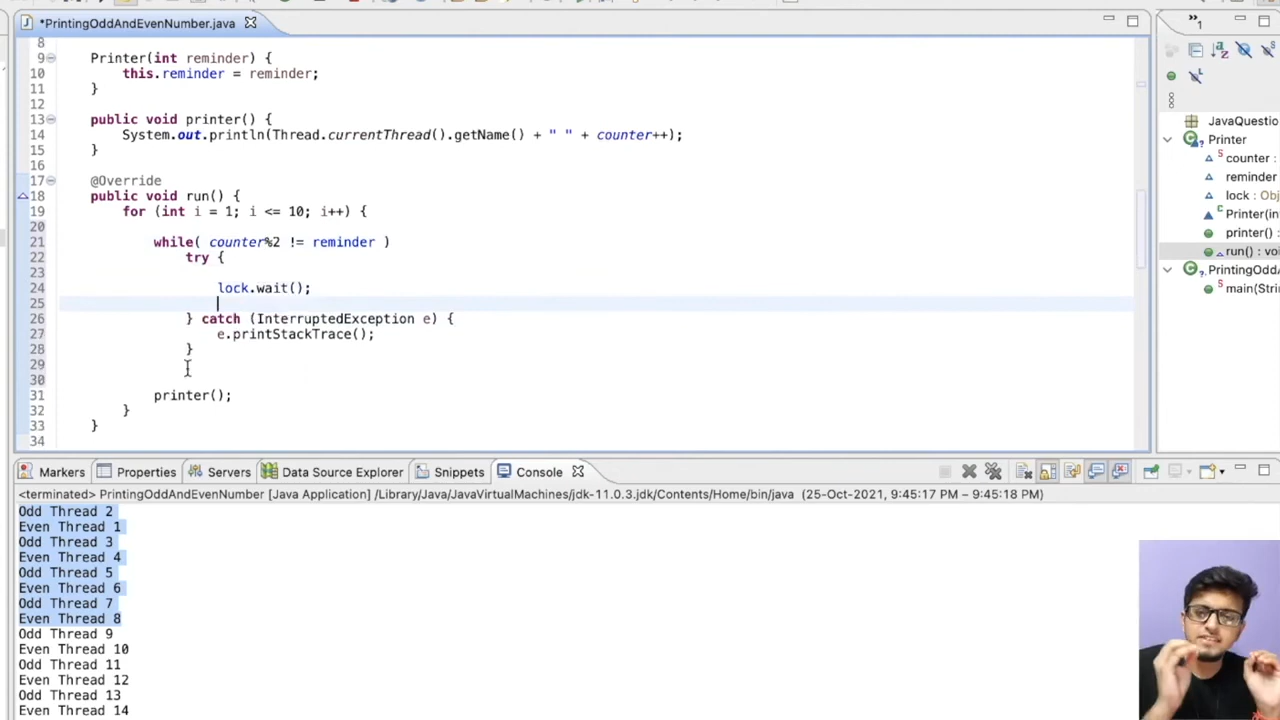 *PrintingOddAndEvenNumber.java
8
9 Printer(int reminder) {
10 this.reminder = reminder;
11 }
12
13 public void printer() {
14 System.out.println(Thread.currentThread().getName() + " " + counter++);
15 }
16
17 @Override
18 public void run() {
19 for (int i = 1; i <= 10; i++) {
20
21 while( counter%2 != reminder )
22 try {
23
24 lock.wait();
25
26 } catch (InterruptedException e) {
27 e.printStackTrace();
28 }
29
30
31 printer();
32 }
33 }
34
JavaQuestio
Printer
counter :
reminder
lock : Obj
Printer(in
printer() :
run() : voi
PrintingOdd
main(Stri
Markers Properties Servers Data Source Explorer Snippets Console
<terminated> PrintingOddAndEvenNumber [Java Application] /Library/Java/JavaVirtualMachines/jdk-11.0.3.jdk/Contents/Home/bin/java (25-Oct-2021, 9:45:17 PM – 9:45:18 PM)
Odd Thread 2
Even Thread 1
Odd Thread 3
Even Thread 4
Odd Thread 5
Even Thread 6
Odd Thread 7
Even Thread 8
Odd Thread 9
Even Thread 10
Odd Thread 11
Even Thread 12
Odd Thread 13
Even Thread 14